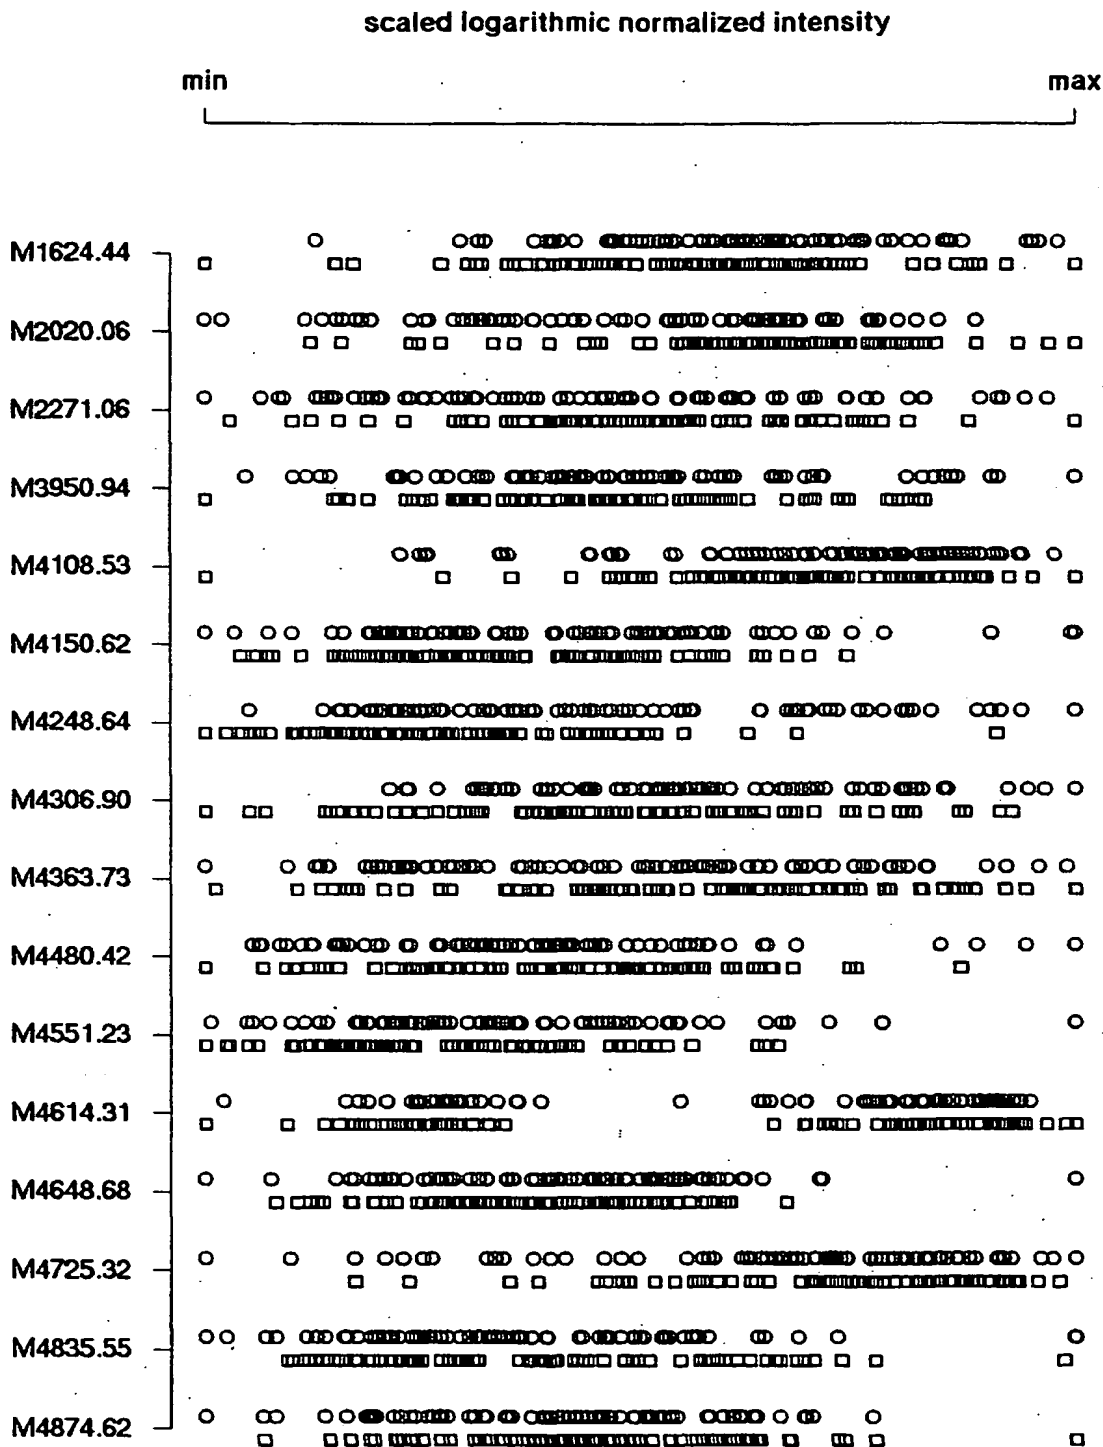 scaled logarithmic normalized intensity
min max
M1624.44
M2020.06
M2271.06
M3950.94
M4108.53
M4150.62
M4248.64
M4306.90
M4363.73
M4480.42
M4551.23
M4614.31
M4648.68
M4725.32
M4835.55
M4874.62